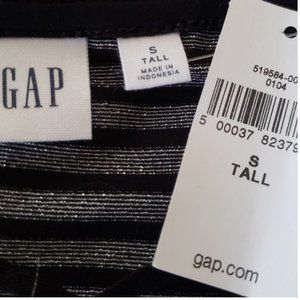 GAP
S
TALL
MADE IN
INDONESIA
519584-00
0104
5 00037 82379
S
TALL
gap.com